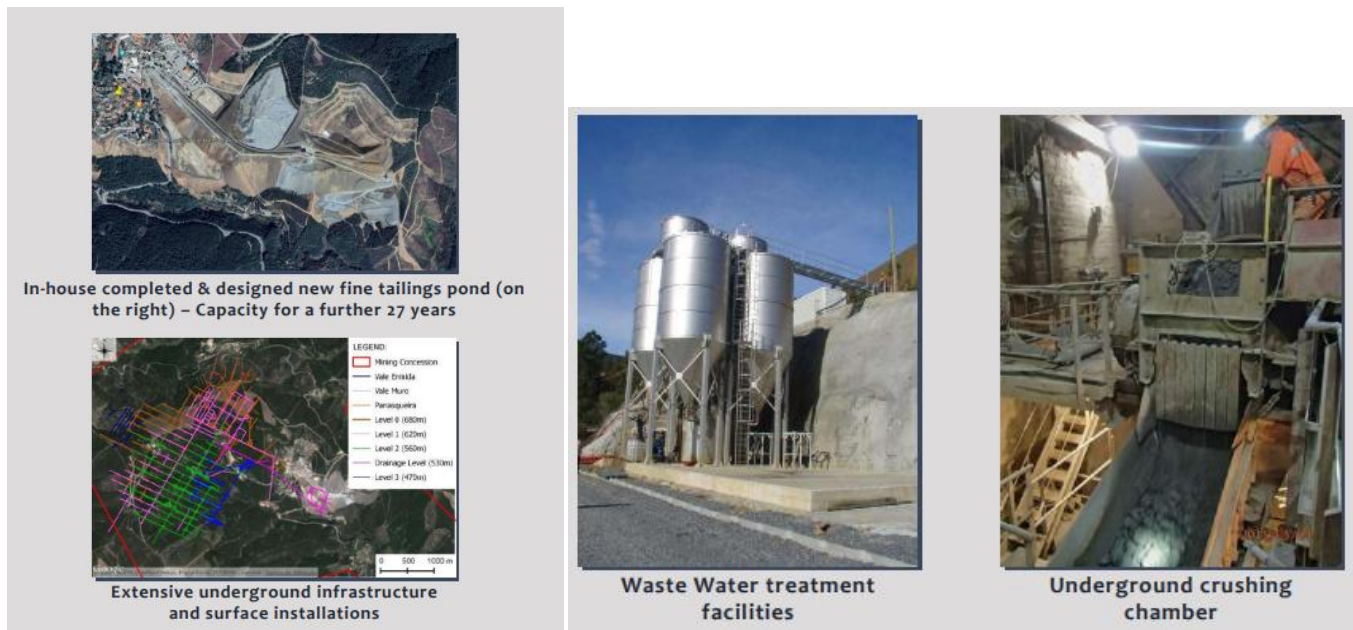 In-house completed & designed new fine tailings pond (on
the right) – Capacity for a further 27 years
LEGEND:
Mining Concession
Vale Ermida
Vale Muro
Panasqueira
Level 0 (680m)
Level 1 (620m)
Level 2 (560m)
Drainage Level (530m)
Level 3 (470m)
0 500 1000 m
Extensive underground infrastructure
and surface installations
Waste Water treatment
facilities
Underground crushing
chamber